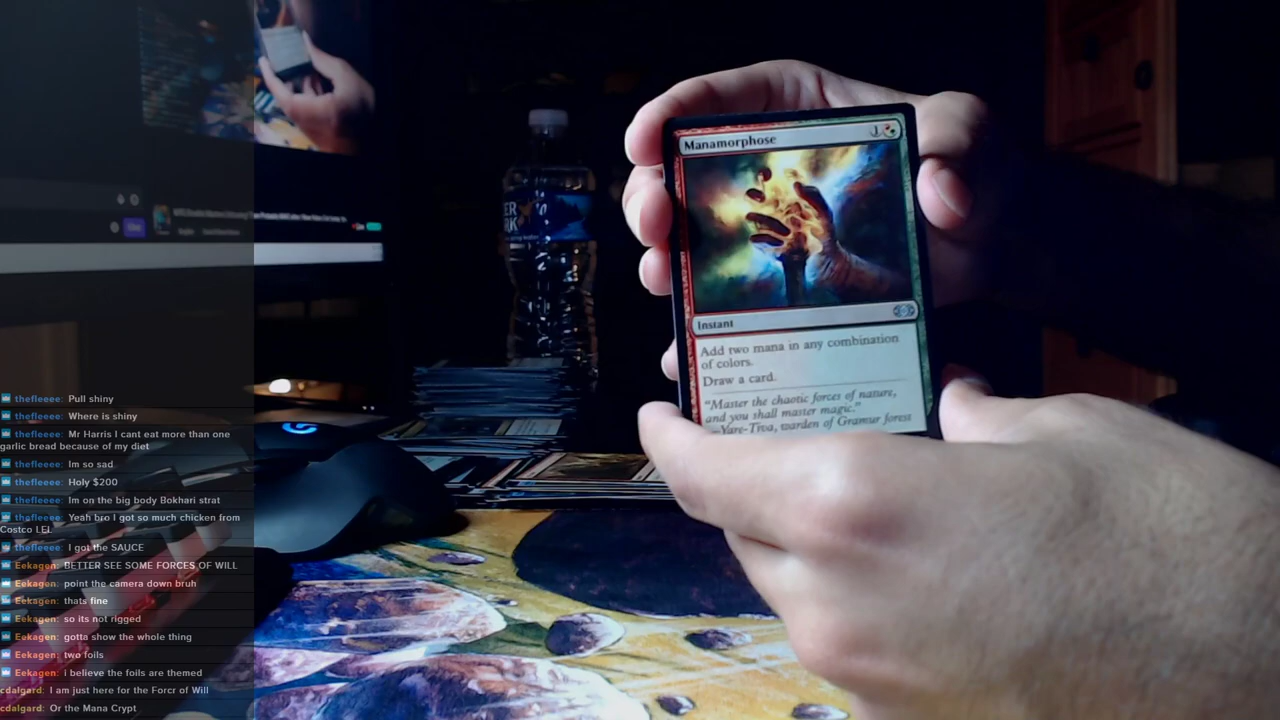 thefleeee: Pull shiny
thefleeee: Where is shiny
thefleeee: Mr Harris I cant eat more than one
garlic bread because of my diet
thefleeee: Im so sad
thefleeee: Holy $200
thefleeee: Im on the big body Bokhari strat
thefleeee: Yeah bro I got so much chicken from
Costco LEL
thefleeee: I got the SAUCE
Eekagen: BETTER SEE SOME FORCES OF WILL
Eekagen: point the camera down bruh
Eekagen: thats fine
Eekagen: so its not rigged
Eekagen: gotta show the whole thing
Eekagen: two foils
Eekagen: i believe the foils are themed
cdalgard: I am just here for the Forcr of Will
cdalgard: Or the Mana Crypt
Manamorphose 1
Instant
Add two mana in any combination
of colors.
Draw a card.
"Master the chaotic forces of nature,
and you shall master magic."
—Yare-Tiva, warden of Gramur forest